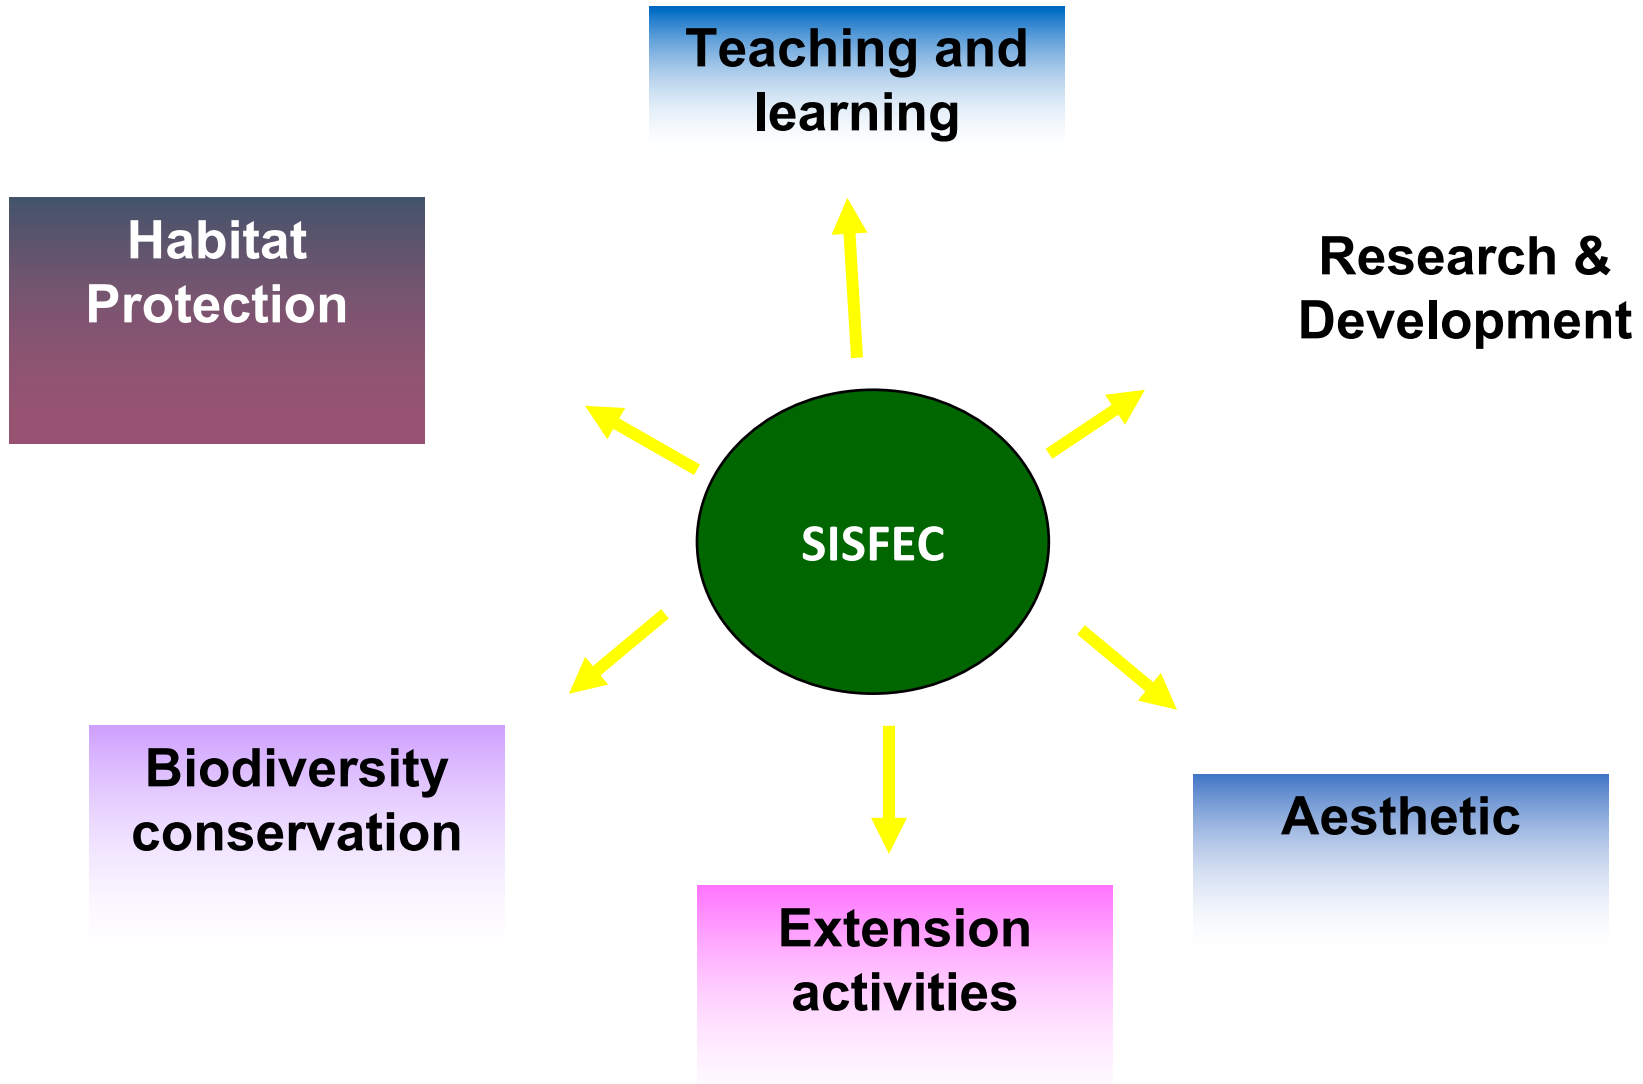 Teaching and
learning
Habitat
Protection
Research &
Development
SISFEC
Biodiversity
conservation
Aesthetic
Extension
activities